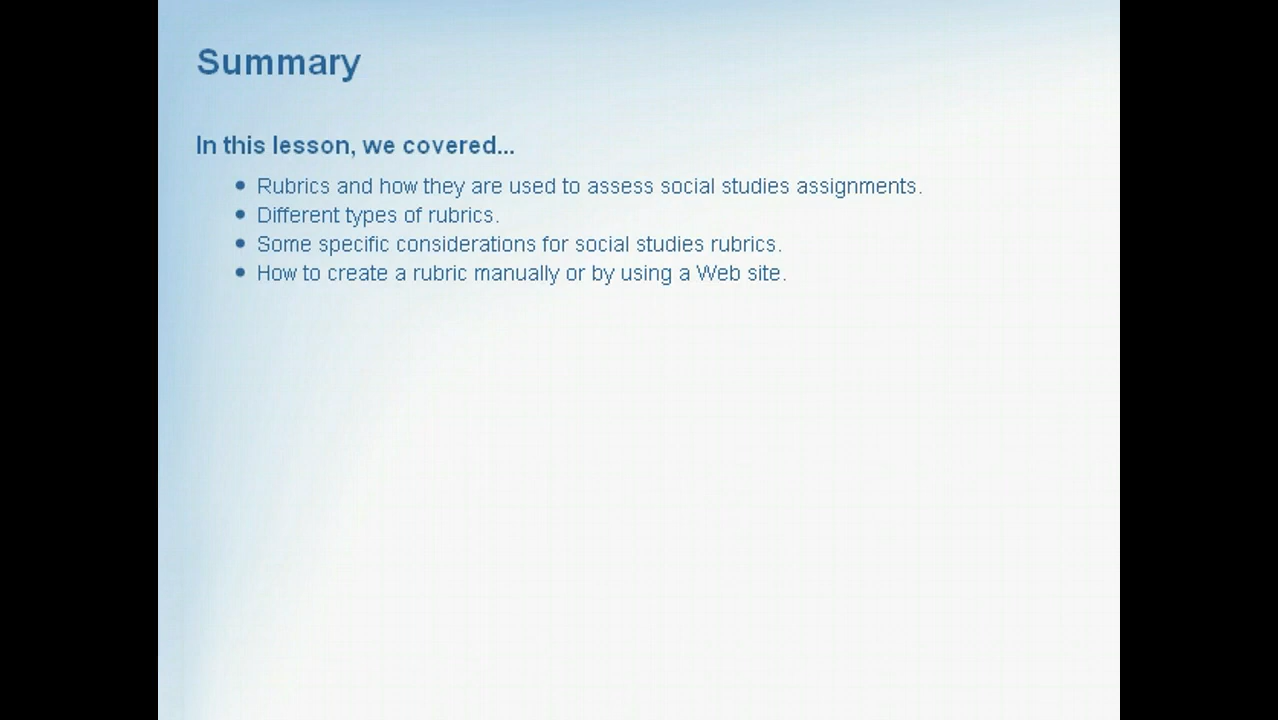 Summary
In this lesson, we covered...
• Rubrics and how they are used to assess social studies assignments.
• Different types of rubrics.
• Some specific considerations for social studies rubrics.
• How to create a rubric manually or by using a Web site.